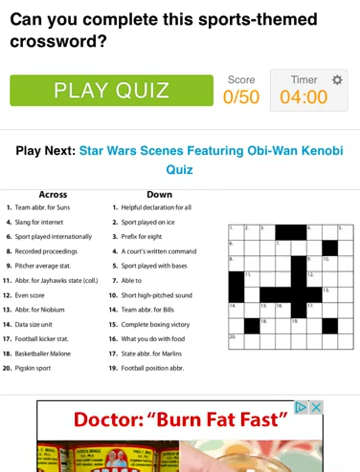 Can you complete this sports-themed
crossword?
PLAY QUIZ
Score
0/50
Timer
04:00
Play Next: Star Wars Scenes Featuring Obi-Wan Kenobi
Quiz
Across
1. Team abbr. for Suns
4. Slang for internet
6. Sport played internationally
8. Recorded proceedings
9. Pitcher average stat.
11. Abbr. for Jayhawks state (coll.)
12. Even score
13. Abbr. for Niobium
14. Data size unit
17. Football kicker stat.
18. Basketballer Malone
20. Pigskin sport
Down
1. Helpful declaration for all
2. Sport played on ice
3. Prefix for eight
4. A court's written command
5. Sport played with bases
7. Able to
10. Short high-pitched sound
14. Team abbr. for Bills
15. Complete boxing victory
16. What you do with food
17. State abbr. for Marlins
19. Football position abbr.
Doctor: "Burn Fat Fast"